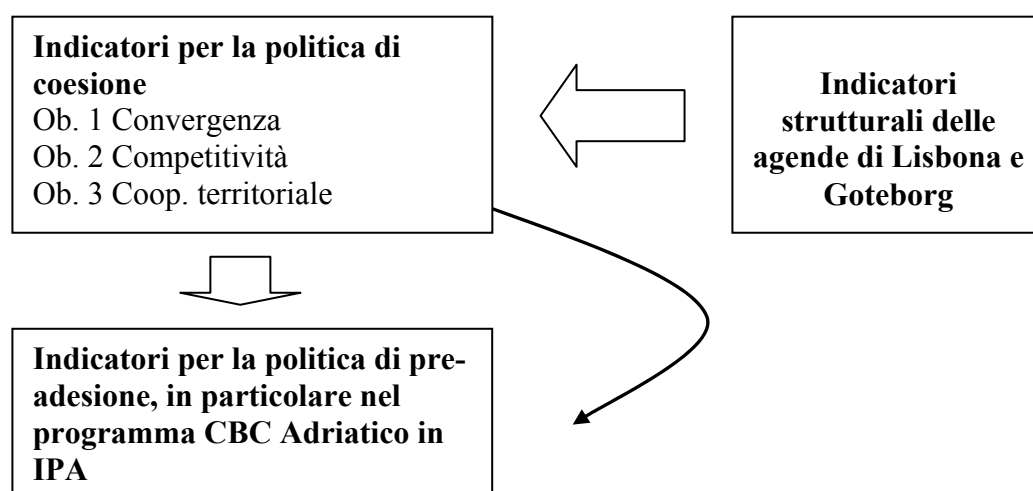 Indicatori per la politica di
coesione
Ob. 1 Convergenza
Ob. 2 Competitività
Ob. 3 Coop. territoriale
Indicatori
strutturali delle
agende di Lisbona e
Goteborg
Indicatori per la politica di pre-
adesione, in particolare nel
programma CBC Adriatico in
IPA